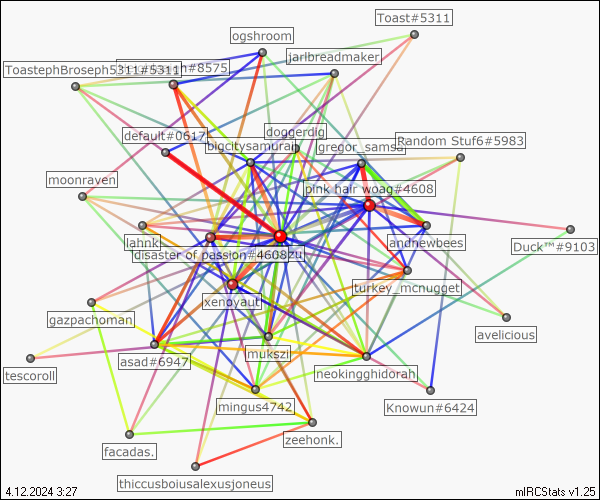 Toast#5311
ogshroom
jarlbreadmaker
ToastephBroseph5311#5311
h#8575
default#0617
doggerdig
bigcitysamurai
gregor_samsa
Random Stuf6#5983
moonraven
pink hair woag#4608
lahnk
andnewbees
Duck™#9103
disaster of passion#4608
zu
xenoyaut
turkey_mcnugget
gazpachoman
avelicious
tescoroll
asad#6947
mukszi
neokingghidorah
mingus4742
Knowun#6424
zeehonk.
facadas.
thiccusboiusalexusjoneus
4.12.2024 3:27
mIRCStats v1.25